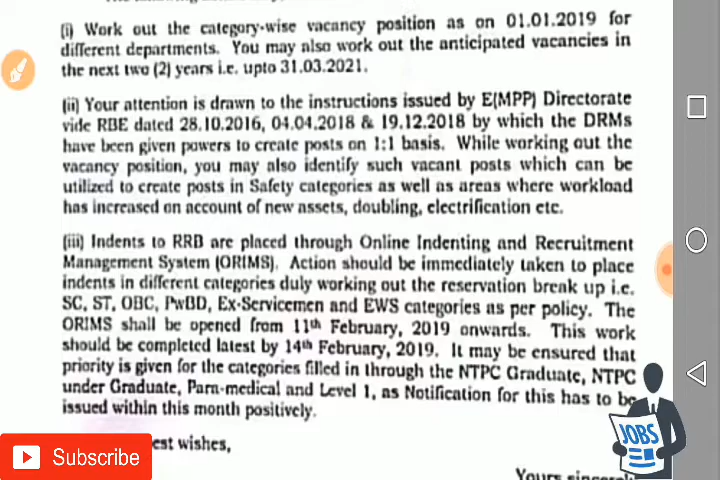 (i) Work out the category-wise vacancy position as on 01.01.2019 for
different departments. You may also work out the anticipated vacancies in
the next two (2) years i.e. upto 31.03.2021.
(ii) Your attention is drawn to the instructions issued by E(MPP) Directorate
vide RBE dated 28.10.2016, 04.04.2018 & 19.12.2018 by which the DRMs
have been given powers to create posts on 1:1 basis. While working out the
vacancy position, you may also identify such vacant posts which can be
utilized to create posts in Safety categories as well as areas where workload
has increased on account of new assets, doubling, electrification etc.
(iii) Indents to RRB are placed through Online Indenting and Recruitment
Management System (ORIMS). Action should be immediately taken to place
indents in different categories duly working out the reservation break up i.e.
SC, ST, OBC, PwBD, Ex-Servicemen and EWS categories as per policy. The
ORIMS shall be opened from 11th February, 2019 onwards. This work
should be completed latest by 14th February, 2019. It may be ensured that
priority is given for the categories filled in through the NTPC Graduate, NTPC
under Graduate, Para-medical and Level 1, as Notification for this has to be
issued within this month positively.
est wishes,
Yours
JOBS
Subscribe